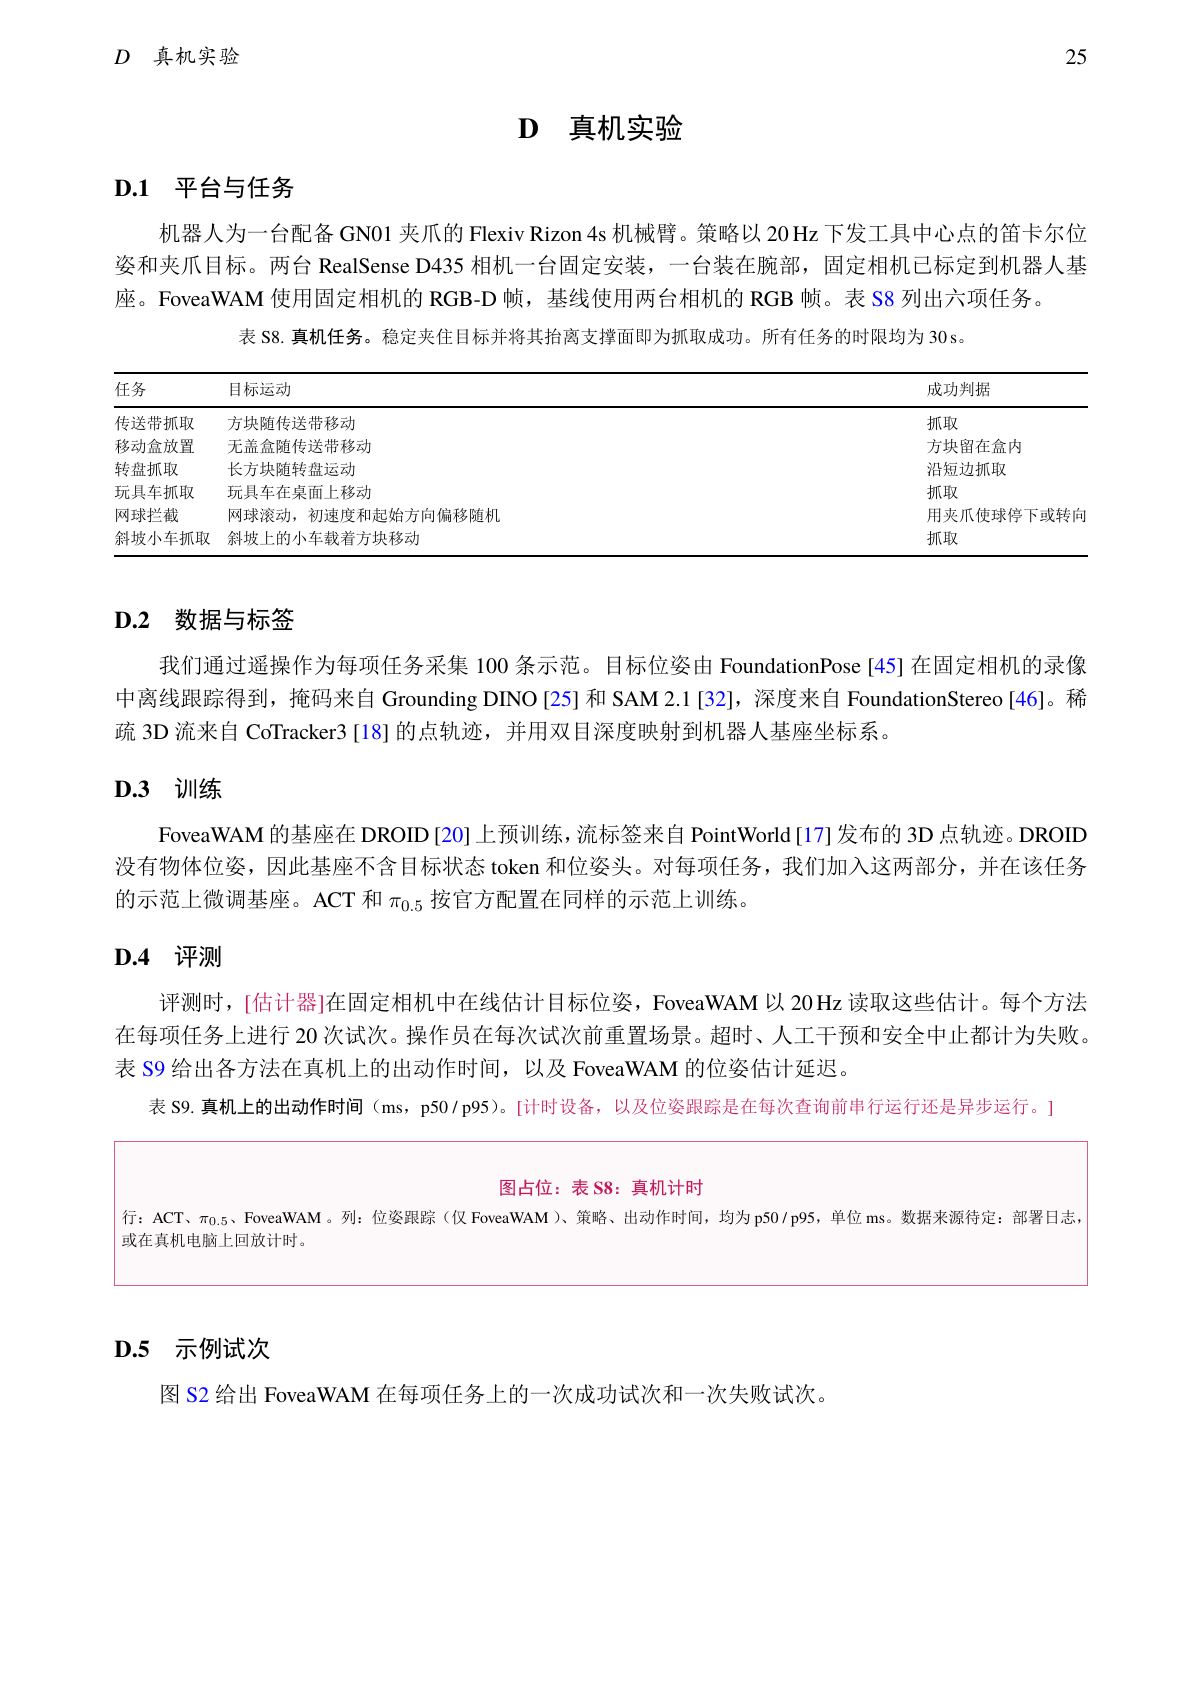 D 真机实验 25
D 真机实验
D.1 平台与任务
机器人为一台配备 GN01 夹爪的 Flexiv Rizon 4s 机械臂。策略以 20 Hz 下发工具中心点的笛卡尔位
姿和夹爪目标。两台 RealSense D435 相机一台固定安装，一台装在腕部，固定相机已标定到机器人基
座。FoveaWAM 使用固定相机的 RGB-D 帧，基线使用两台相机的 RGB 帧。表 S8 列出六项任务。
表 S8. 真机任务。稳定夹住目标并将其抬离支撑面即为抓取成功。所有任务的时限均为 30 s。
任务 目标运动 成功判据
传送带抓取 方块随传送带移动 抓取
移动盒放置 无盖盒随传送带移动 方块留在盒内
转盘抓取 长方块随转盘运动 沿短边抓取
玩具车抓取 玩具车在桌面上移动 抓取
网球拦截 网球滚动，初速度和起始方向偏移随机 用夹爪使球停下或转向
斜坡小车抓取 斜坡上的小车载着方块移动 抓取
D.2 数据与标签
我们通过遥操作为每项任务采集 100 条示范。目标位姿由 FoundationPose [45] 在固定相机的录像
中离线跟踪得到，掩码来自 Grounding DINO [25] 和 SAM 2.1 [32]，深度来自 FoundationStereo [46]。稀
疏 3D 流来自 CoTracker3 [18] 的点轨迹，并用双目深度映射到机器人基座坐标系。
D.3 训练
FoveaWAM 的基座在 DROID [20] 上预训练，流标签来自 PointWorld [17] 发布的 3D 点轨迹。DROID
没有物体位姿，因此基座不含目标状态 token 和位姿头。对每项任务，我们加入这两部分，并在该任务
的示范上微调基座。ACT 和 π0.5 按官方配置在同样的示范上训练。
D.4 评测
评测时，[估计器]在固定相机中在线估计目标位姿，FoveaWAM 以 20 Hz 读取这些估计。每个方法
在每项任务上进行 20 次试次。操作员在每次试次前重置场景。超时、人工干预和安全中止都计为失败。
表 S9 给出各方法在真机上的出动作时间，以及 FoveaWAM 的位姿估计延迟。
表 S9. 真机上的出动作时间（ms，p50 / p95）。[计时设备，以及位姿跟踪是在每次查询前串行运行还是异步运行。]
图占位：表 S8：真机计时
行：ACT、π0.5、FoveaWAM 。列：位姿跟踪（仅 FoveaWAM ）、策略、出动作时间，均为 p50 / p95，单位 ms。数据来源待定：部署日志，
或在真机电脑上回放计时。
D.5 示例试次
图 S2 给出 FoveaWAM 在每项任务上的一次成功试次和一次失败试次。